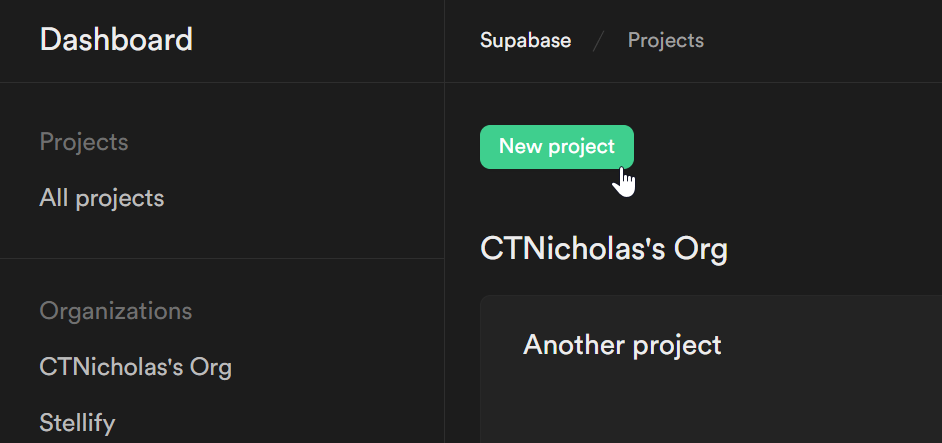 Dashboard
Projects
All projects
Organizations
CTNicholas's Org
Stellify
Supabase / Projects
New project
CTNicholas's Org
Another project